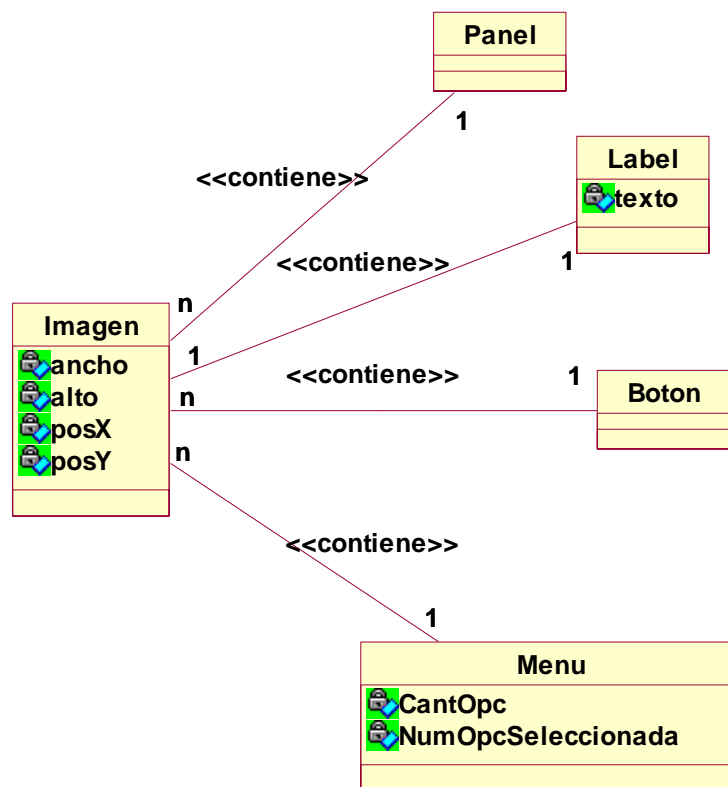 Panel
1
<<contiene>>
Label
texto
<<contiene>>
1
n
Imagen
ancho
alto
posX
posY
1
<<contiene>>
1
n
Boton
n
<<contiene>>
1
Menu
CantOpc
NumOpcSeleccionada